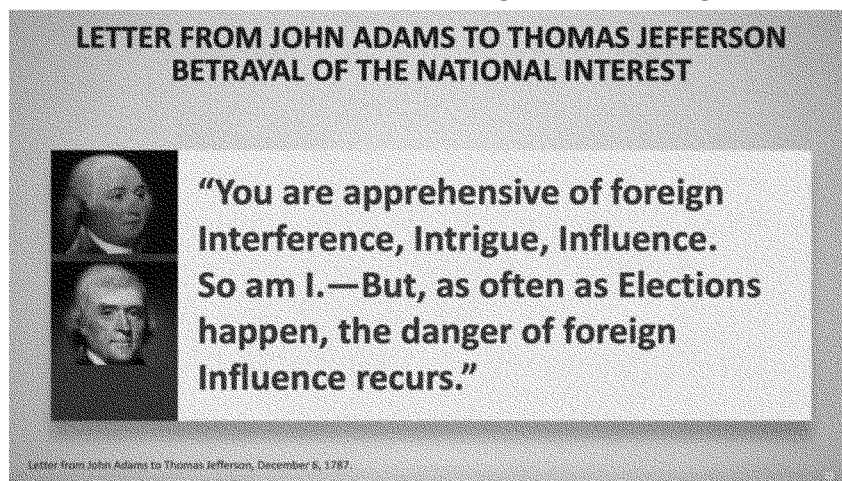 LETTER FROM JOHN ADAMS TO THOMAS JEFFERSON
BETRAYAL OF THE NATIONAL INTEREST
“You are apprehensive of foreign
Interference, Intrigue, Influence.
So am I.—But, as often as Elections
happen, the danger of foreign
Influence recurs.”
Letter from John Adams to Thomas Jefferson, December 6, 1787.